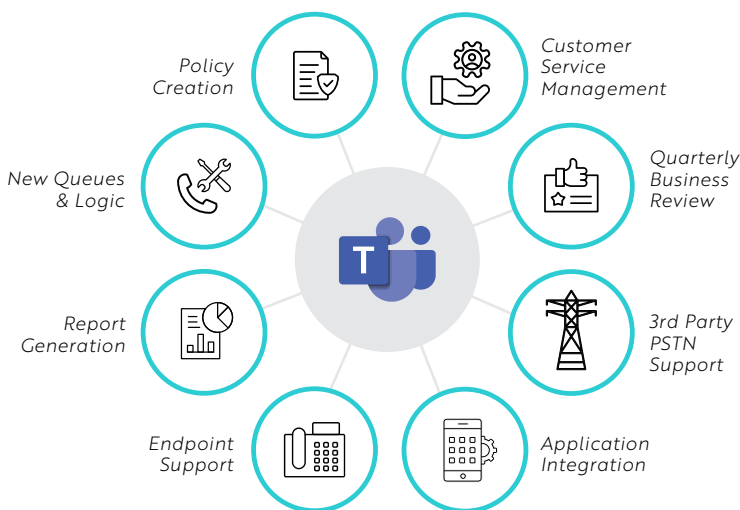 Policy
Creation
Customer
Service
Management
New Queues
& Logic
Quarterly
Business
Review
T
Report
Generation
3rd Party
PSTN
Support
Endpoint
Support
Application
Integration